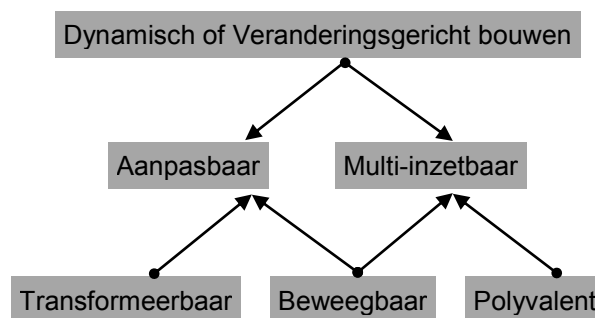 Dynamisch of Veranderingsgericht bouwen
Aanpasbaar
Multi-inzetbaar
Transformeerbaar
Beweegbaar
Polyvalent